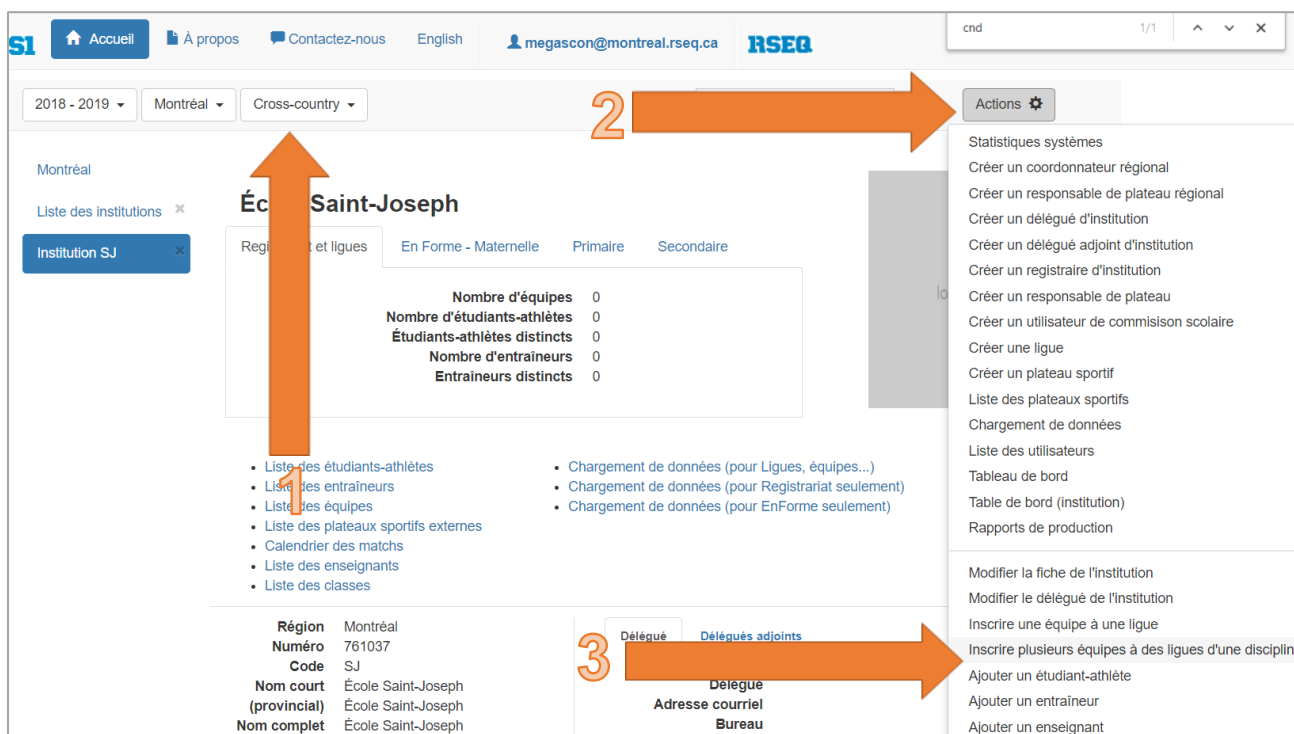 S1 Accueil À propos Contactez-nous English megascon@montreal.rseq.ca RSEQ
cnd 1/1
2018 - 2019 Montréal Cross-country
2
Actions
Statistiques systèmes
Créer un coordonnateur régional
Créer un responsable de plateau régional
Créer un délégué d'institution
Créer un délégué adjoint d'institution
Créer un registraire d'institution
Créer un responsable de plateau
Créer un utilisateur de commisison scolaire
Créer une ligue
Créer un plateau sportif
Liste des plateaux sportifs
Chargement de données
Liste des utilisateurs
Tableau de bord
Table de bord (institution)
Rapports de production
Modifier la fiche de l'institution
Modifier le délégué de l'institution
Inscrire une équipe à une ligue
Inscrire plusieurs équipes à des ligues d'une disciplin
Ajouter un étudiant-athlète
Ajouter un entraîneur
Ajouter un enseignant
Montréal
Liste des institutions
Institution SJ
Saint-Joseph
et ligues En Forme - Maternelle Primaire Secondaire
Nombre d'équipes 0
Nombre d'étudiants-athlètes 0
Étudiants-athlètes distincts 0
Nombre d'entraîneurs 0
Entraîneurs distincts 0
lo
1
Liste des étudiants-athlètes
Liste des entraîneurs
Liste des équipes
Liste des plateaux sportifs externes
Calendrier des matchs
Liste des enseignants
Liste des classes
Chargement de données (pour Ligues, équipes...)
Chargement de données (pour Registrariat seulement)
Chargement de données (pour EnForme seulement)
Région Montréal
Numéro 761037
Code SJ
Nom court École Saint-Joseph
(provincial) École Saint-Joseph
Nom complet École Saint-Joseph
3
Délégué Délégués adjoints
Délégué
Adresse courriel
Bureau